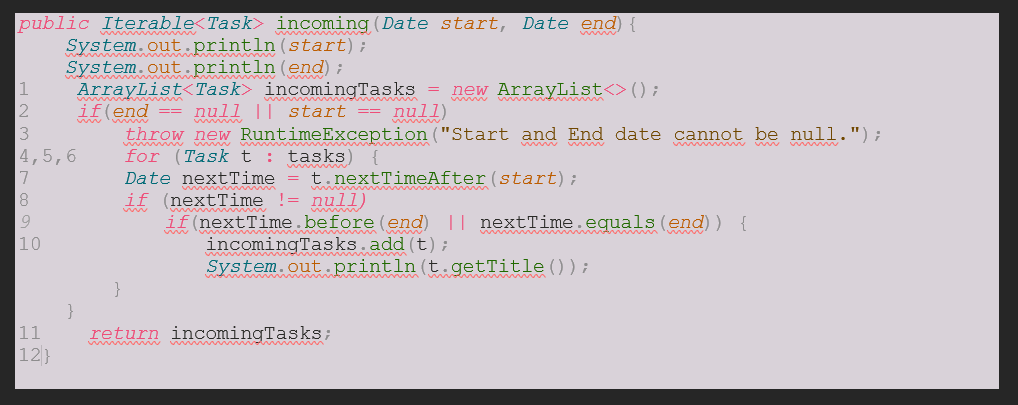 public Iterable<Task> incoming(Date start, Date end){
System.out.println(start);
System.out.println(end);
1 ArrayList<Task> incomingTasks = new ArrayList<>();
2 if(end == null || start == null)
3 throw new RuntimeException("Start and End date cannot be null.");
4,5,6 for (Task t : tasks) {
7 Date nextTime = t.nextTimeAfter(start);
8 if (nextTime != null)
9 if(nextTime.before(end) || nextTime.equals(end)) {
10 incomingTasks.add(t);
System.out.println(t.getTitle());
}
}
11 return incomingTasks;
12}